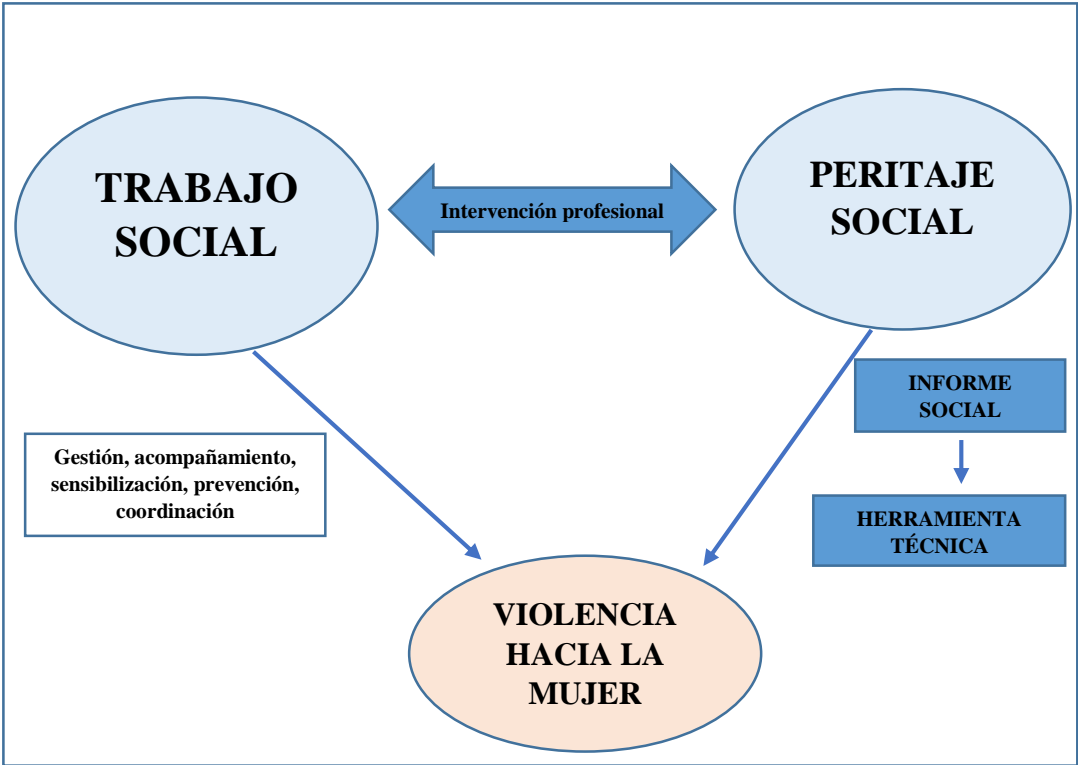 TRABAJO
SOCIAL
Intervención profesional
PERITAJE
SOCIAL
INFORME
SOCIAL
Gestión, acompañamiento,
sensibilización, prevención,
coordinación
HERRAMIENTA
TÉCNICA
VIOLENCIA
HACIA LA
MUJER